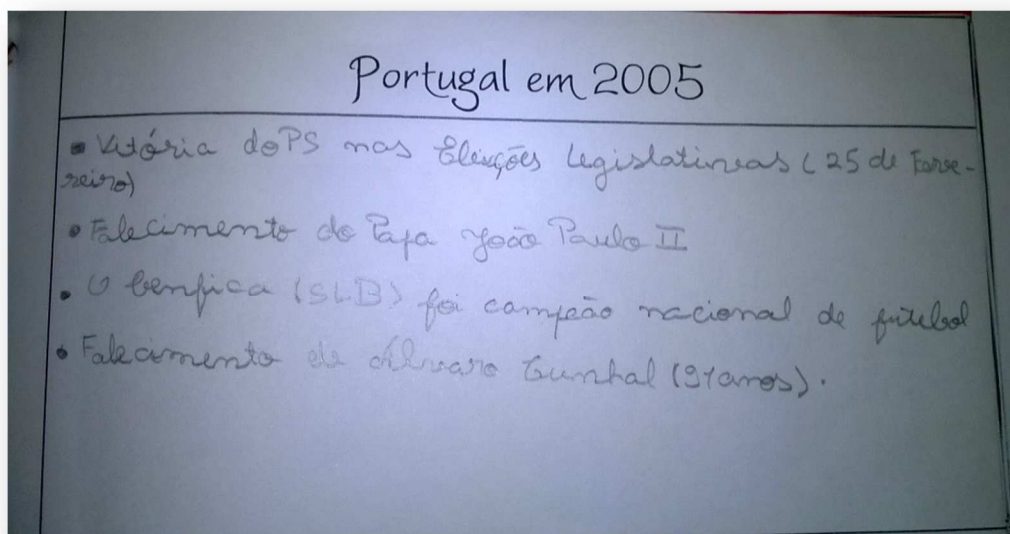 Portugal em 2005
• Vitória do PS nas Eleições Legislativas (25 de Feve-
reiro)
• Falecimento do Papa João Paulo II
• O benfica (SLB) foi campeão nacional de futebol
• Falecimento de Álvaro Cunhal (91 anos).